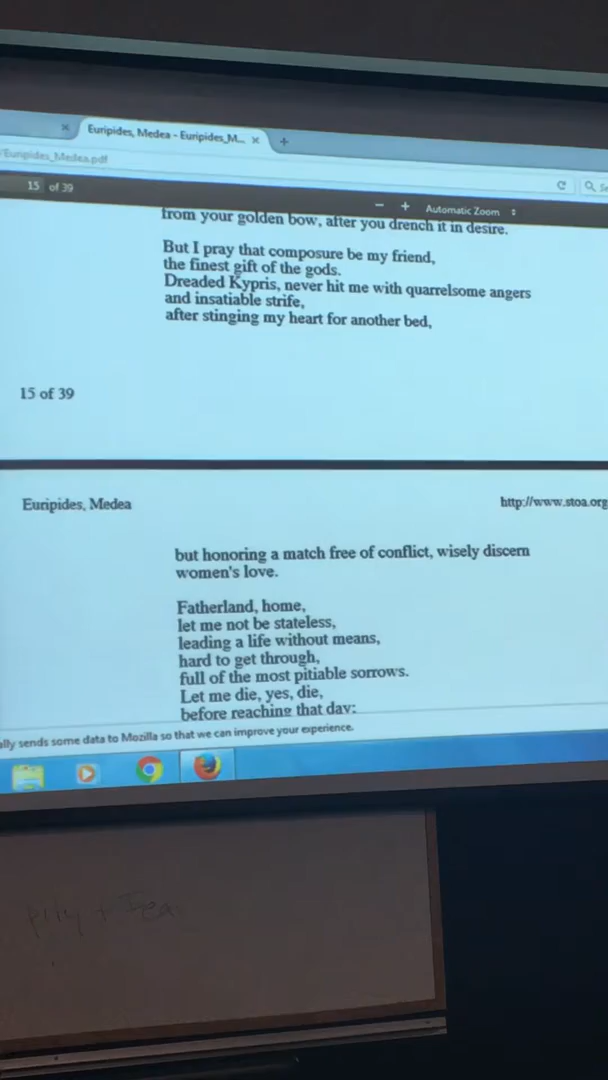 Euripides, Medea - Euripides_M...
Euripides_Medea.pdf
15 of 39
− + Automatic Zoom
from your golden bow, after you drench it in desire.
But I pray that composure be my friend,
the finest gift of the gods.
Dreaded Kypris, never hit me with quarrelsome angers
and insatiable strife,
after stinging my heart for another bed,
15 of 39
Euripides, Medea
http://www.stoa.org
but honoring a match free of conflict, wisely discern
women's love.
Fatherland, home,
let me not be stateless,
leading a life without means,
hard to get through,
full of the most pitiable sorrows.
Let me die, yes, die,
before reaching that day:
ally sends some data to Mozilla so that we can improve your experience.
pity + Fea